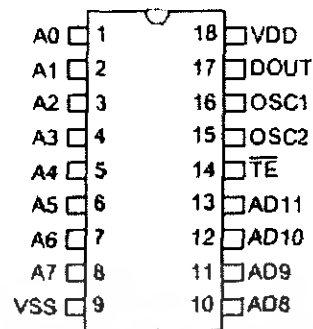 A0 1 18 VDD
A1 2 17 DOUT
A2 3 16 OSC1
A3 4 15 OSC2
A4 5 14 T̅E̅
A5 6 13 AD11
A6 7 12 AD10
A7 8 11 AD9
VSS 9 10 AD8